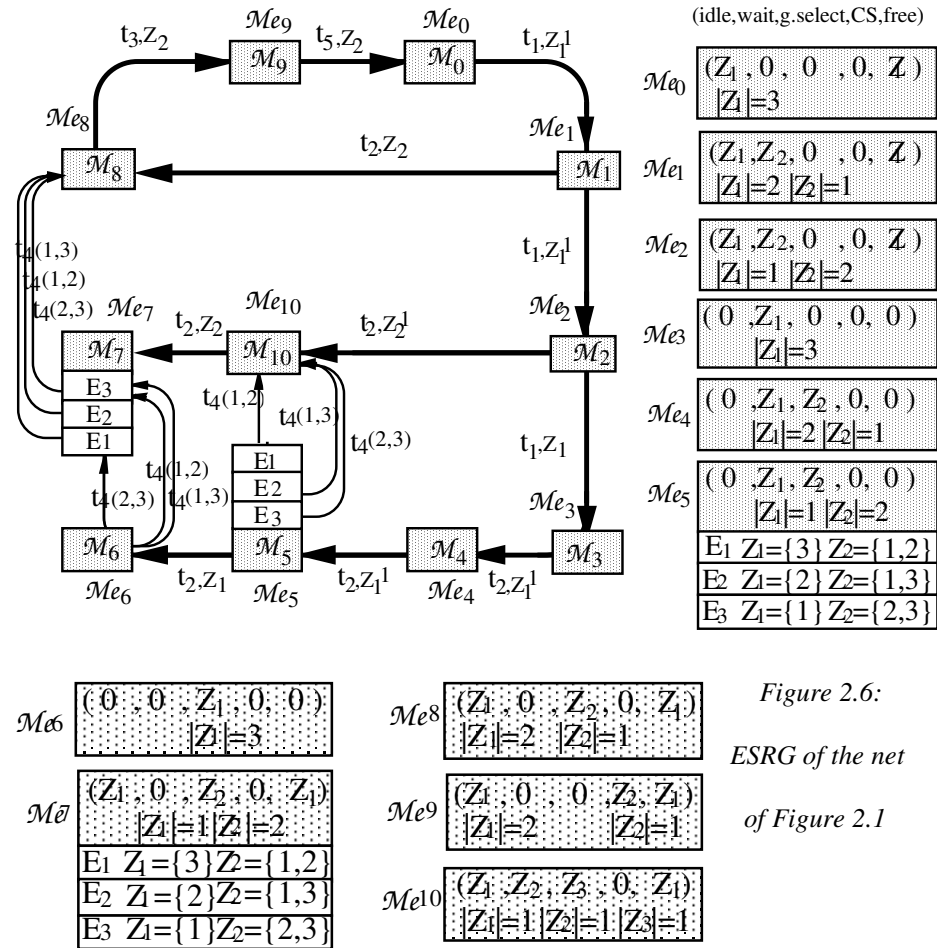 (idle,wait,g.select,CS,free)
Me9
Me0
t3,Z2
t5,Z2
t1,Z1^1
M9
M0
Me0
(Z1, 0, 0, 0, Z1)
|Z1|=3
Me8
Me1
M8
t2,Z2
M1
Me1
(Z1,Z2, 0, 0, Z1)
|Z1|=2 |Z2|=1
t1,Z1^1
Me2
(Z1,Z2, 0, 0, Z1)
|Z1|=1 |Z2|=2
t4(1,3)
t4(1,2)
t4(2,3)
Me7
Me10
Me2
M7
t2,Z2
M10
t2,Z2^1
M2
Me3
(0, Z1, 0, 0, 0)
|Z1|=3
E3
E2
E1
t4(1,2)
t4(1,3)
t4(2,3)
Me4
(0, Z1, Z2, 0, 0)
|Z1|=2 |Z2|=1
t4(2,3)
t4(1,2)
t4(1,3)
E1
E2
E3
t1,Z1
Me3
Me5
(0, Z1, Z2, 0, 0)
|Z1|=1 |Z2|=2
E1 Z1={3} Z2={1,2}
E2 Z1={2} Z2={1,3}
E3 Z1={1} Z2={2,3}
M6
M5
M4
M3
Me6
t2,Z1
Me5
t2,Z1^1
Me4
t2,Z1^1
Me6
(0, 0, Z1, 0, 0)
|Z1|=3
Me8
(Z1, 0, Z2, 0, Z1)
|Z1|=2 |Z2|=1
Figure 2.6:
ESRG of the net
of Figure 2.1
Me7
(Z1, 0, Z2, 0, Z1)
|Z1|=1 |Z2|=2
E1 Z1={3} Z2={1,2}
E2 Z1={2} Z2={1,3}
E3 Z1={1} Z2={2,3}
Me9
(Z1, 0, 0, Z2, Z1)
|Z1|=2 |Z2|=1
Me10
(Z1, Z2, Z3, 0, Z1)
|Z1|=1 |Z2|=1 |Z3|=1